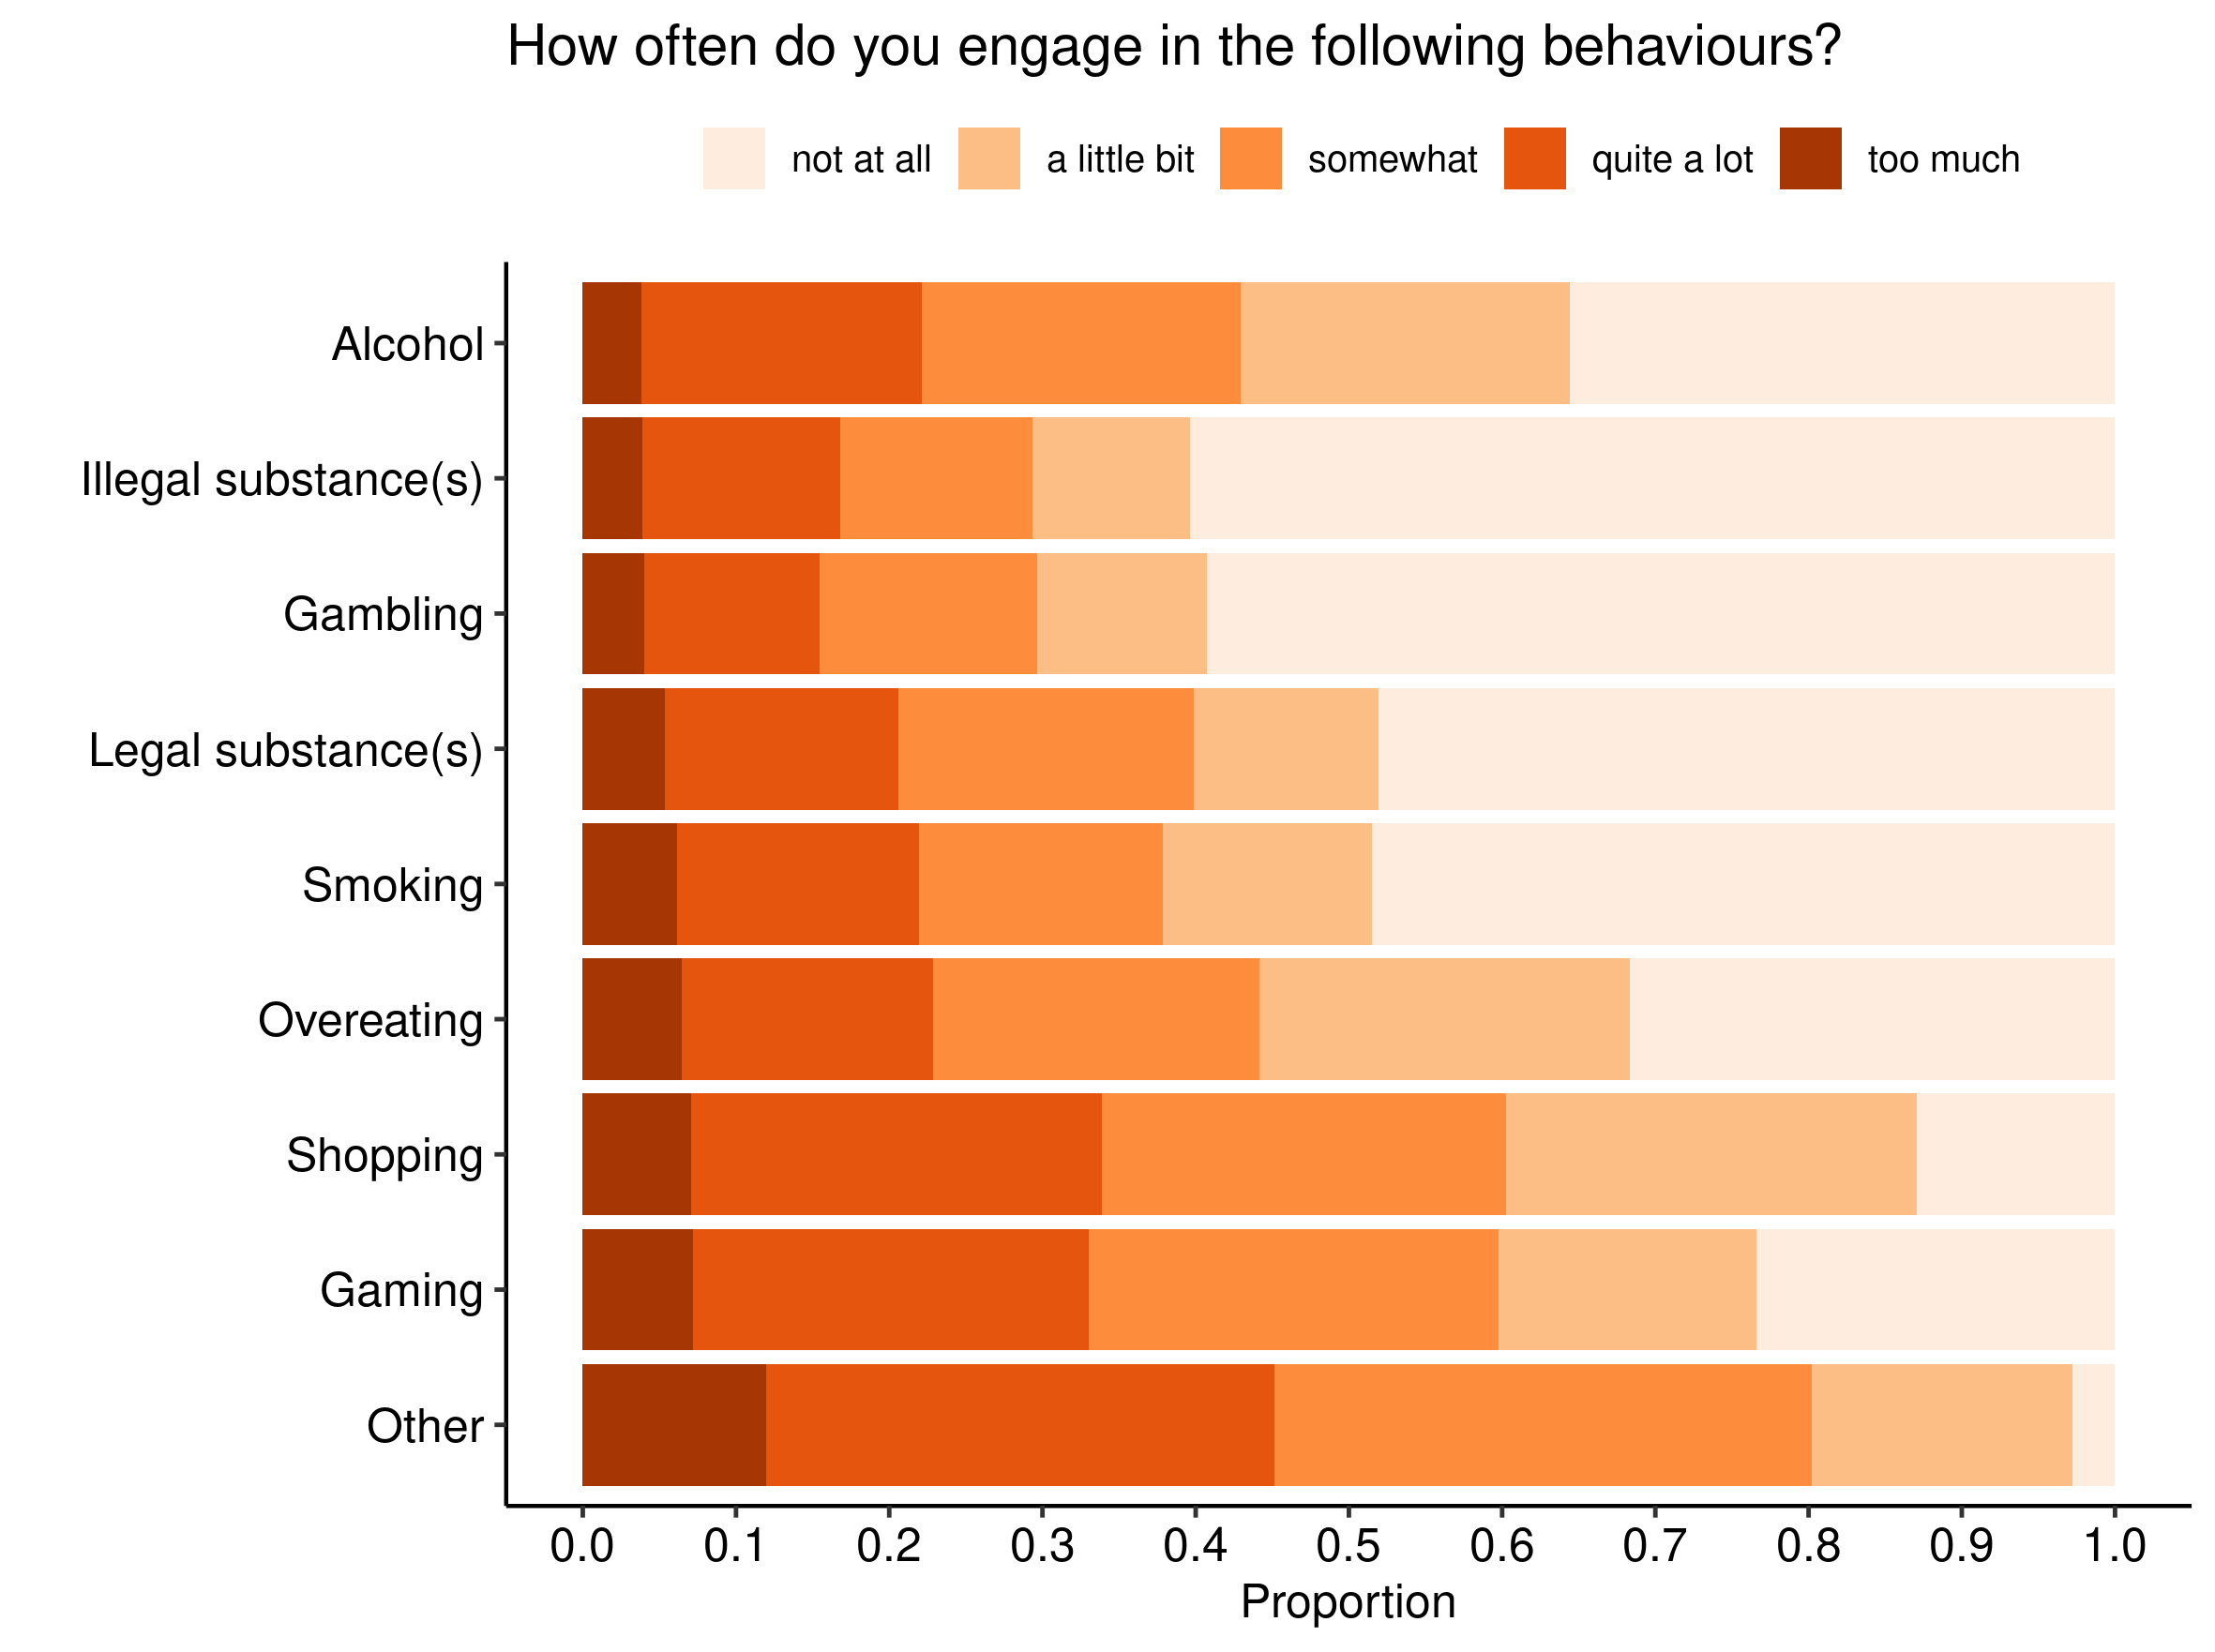 How often do you engage in the following behaviours?
not at all a little bit somewhat quite a lot too much
Alcohol
Illegal substance(s)
Gambling
Legal substance(s)
Smoking
Overeating
Shopping
Gaming
Other
0.0 0.1 0.2 0.3 0.4 0.5 0.6 0.7 0.8 0.9 1.0
Proportion